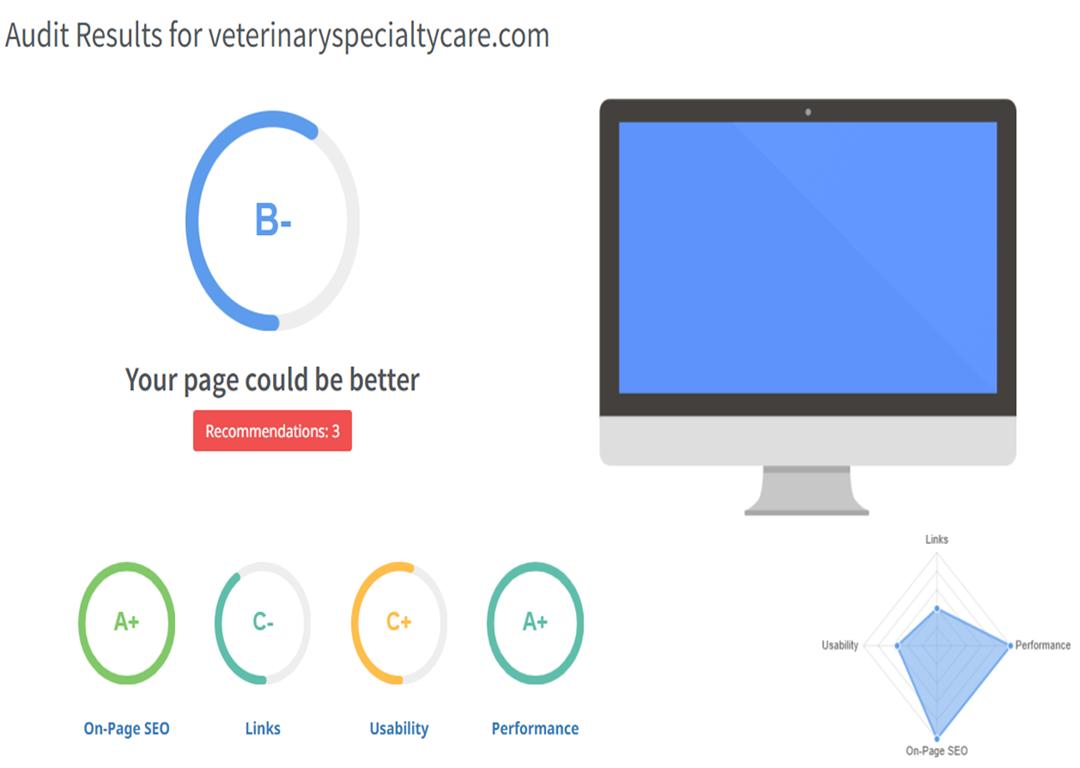 Audit Results for veterinaryspecialtycare.com
B-
Your page could be better
Recommendations: 3
A+
C-
C+
A+
On-Page SEO
Links
Usability
Performance
Links
Usability
Performance
On-Page SEO